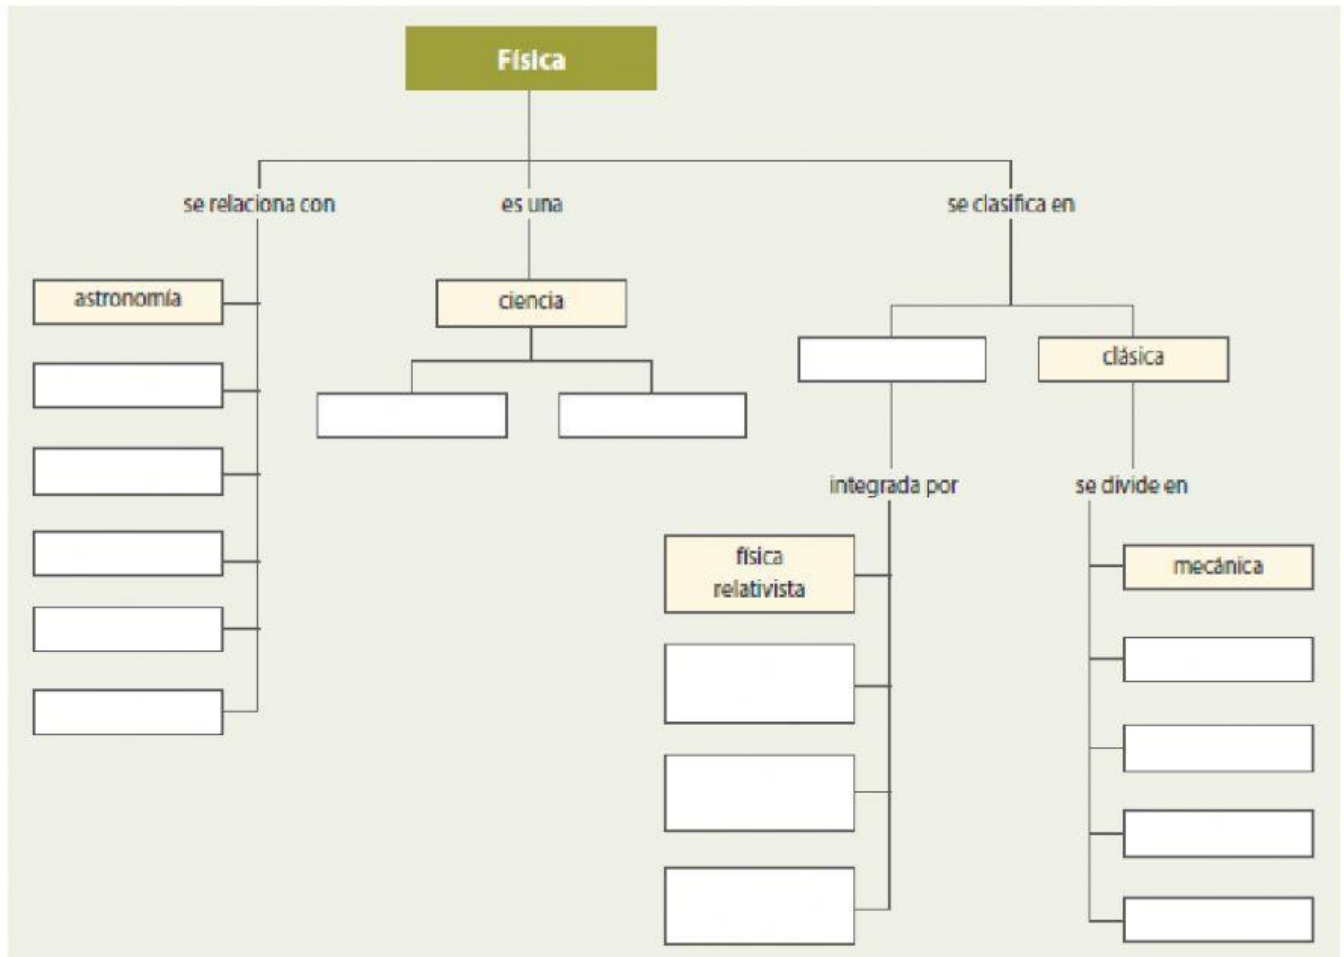 Física
se relaciona con
es una
se clasifica en
astronomía
ciencia
clásica
integrada por
se divide en
física
relativista
mecánica